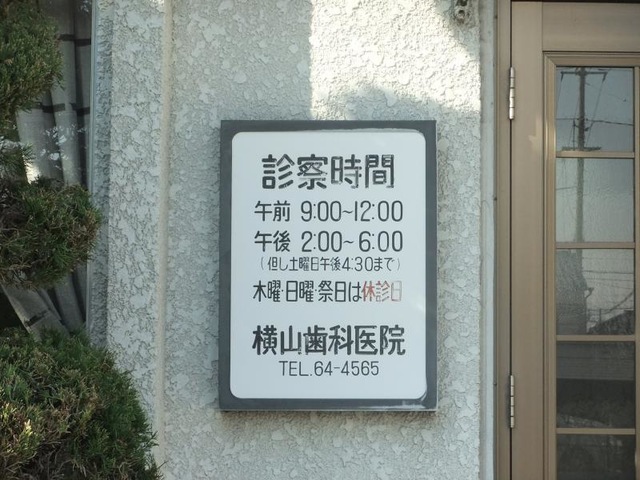 診察時間
午前 9:00~12:00
午後 2:00~6:00
(但し土曜日午後4:30まで)
木曜・日曜・祭日は休診日
横山歯科医院
TEL.64-4565